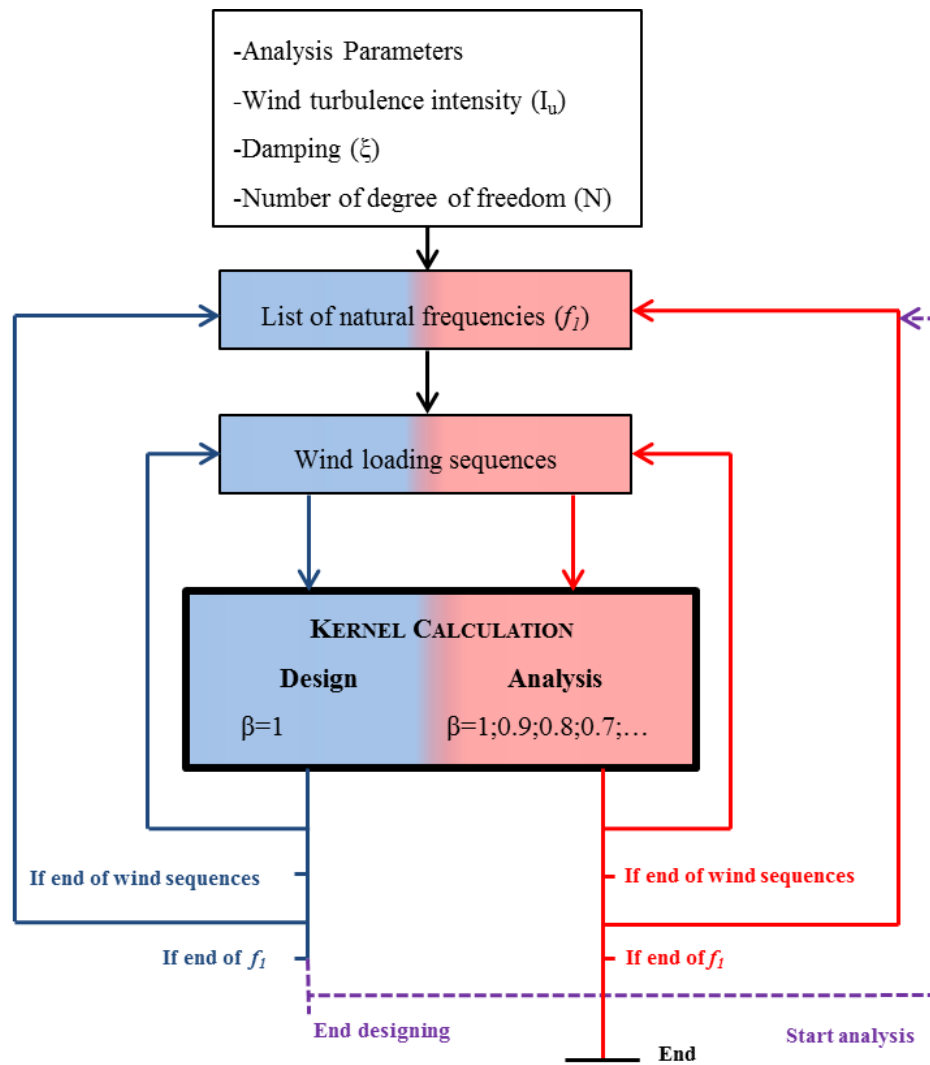 -Analysis Parameters
-Wind turbulence intensity (Iu)
-Damping (ξ)
-Number of degree of freedom (N)
List of natural frequencies (f1)
Wind loading sequences
KERNEL CALCULATION
Design Analysis
β=1 β=1;0.9;0.8;0.7;…
If end of wind sequences If end of wind sequences
If end of f1 If end of f1
End designing Start analysis
End